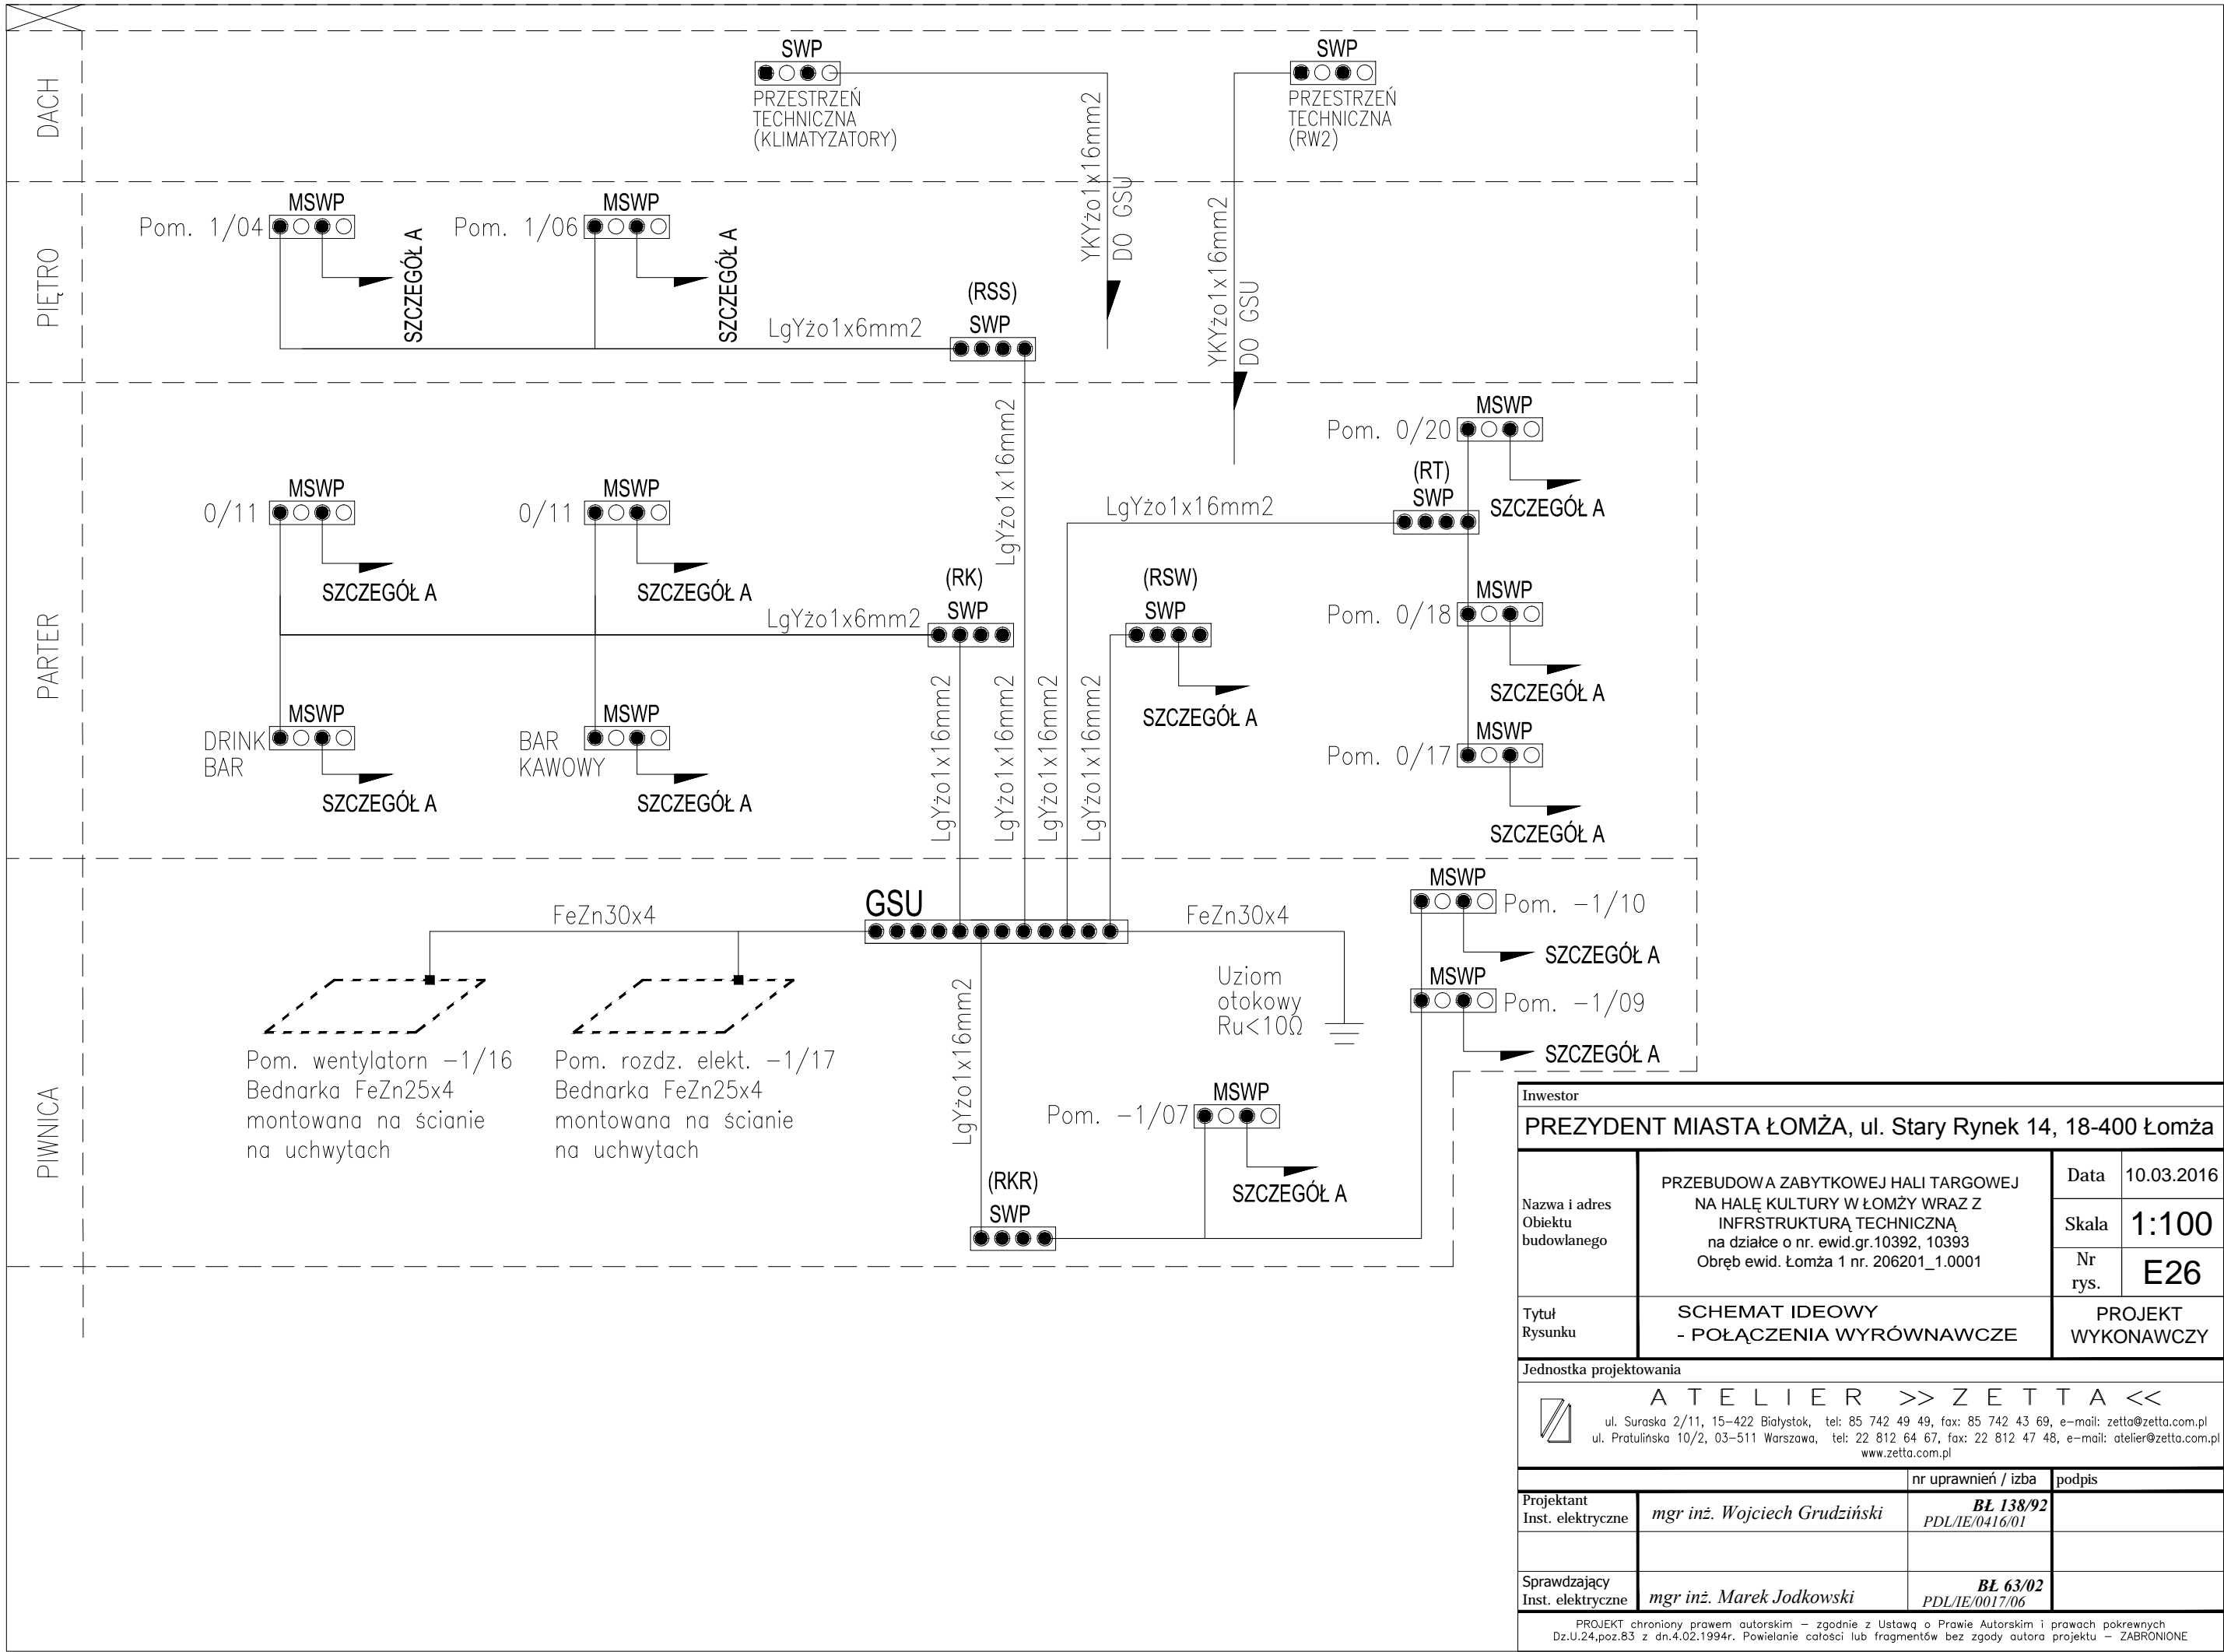 DACH
SWP
PRZESTRZEŃ
TECHNICZNA
(KLIMATYZATORY)
YKYżo1x16mm2
DO GSU
SWP
PRZESTRZEŃ
TECHNICZNA
(RW2)
YKYżo1x16mm2
DO GSU
PIĘTRO
MSWP
Pom. 1/04
SZCZEGÓŁ A
MSWP
Pom. 1/06
SZCZEGÓŁ A
LgYżo1x6mm2
(RSS)
SWP
LgYżo1x16mm2
PARTER
MSWP
0/11
SZCZEGÓŁ A
MSWP
0/11
SZCZEGÓŁ A
LgYżo1x6mm2
(RK)
SWP
MSWP
DRINK
BAR
SZCZEGÓŁ A
MSWP
BAR
KAWOWY
SZCZEGÓŁ A
LgYżo1x16mm2
LgYżo1x16mm2
LgYżo1x16mm2
LgYżo1x16mm2
(RSW)
SWP
SZCZEGÓŁ A
LgYżo1x16mm2
(RT)
SWP
MSWP
Pom. 0/20
SZCZEGÓŁ A
MSWP
Pom. 0/18
SZCZEGÓŁ A
MSWP
Pom. 0/17
SZCZEGÓŁ A
PIWNICA
GSU
FeZn30x4
FeZn30x4
Pom. wentylatorn -1/16
Bednarka FeZn25x4
montowana na ścianie
na uchwytach
Pom. rozdz. elekt. -1/17
Bednarka FeZn25x4
montowana na ścianie
na uchwytach
LgYżo1x16mm2
Uziom
otokowy
Ru<10Ω
MSWP
Pom. -1/10
SZCZEGÓŁ A
MSWP
Pom. -1/09
SZCZEGÓŁ A
MSWP
Pom. -1/07
SZCZEGÓŁ A
(RKR)
SWP
Inwestor
PREZYDENT MIASTA ŁOMŻA, ul. Stary Rynek 14, 18-400 Łomża
Nazwa i adres
Obiektu
budowlanego
PRZEBUDOWA ZABYTKOWEJ HALI TARGOWEJ
NA HALĘ KULTURY W ŁOMŻY WRAZ Z
INFRSTRUKTURĄ TECHNICZNĄ
na działce o nr. ewid.gr.10392, 10393
Obręb ewid. Łomża 1 nr. 206201_1.0001
Data 10.03.2016
Skala 1:100
Nr
rys.
E26
Tytuł
Rysunku
SCHEMAT IDEOWY
- POŁĄCZENIA WYRÓWNAWCZE
PROJEKT
WYKONAWCZY
Jednostka projektowania
ATELIER >> ZETTA <<
ul. Suraska 2/11, 15-422 Białystok, tel: 85 742 49 49, fax: 85 742 43 69, e-mail: zetta@zetta.com.pl
ul. Pratulińska 10/2, 03-511 Warszawa, tel: 22 812 64 67, fax: 22 812 47 48, e-mail: atelier@zetta.com.pl
www.zetta.com.pl
nr uprawnień / izba podpis
Projektant
Inst. elektryczne
mgr inż. Wojciech Grudziński
BŁ 138/92
PDL/IE/0416/01
Sprawdzający
Inst. elektryczne
mgr inż. Marek Jodkowski
BŁ 63/02
PDL/IE/0017/06
PROJEKT chroniony prawem autorskim - zgodnie z Ustawą o Prawie Autorskim i prawach pokrewnych
Dz.U.24,poz.83 z dn.4.02.1994r. Powielanie całości lub fragmentów bez zgody autora projektu - ZABRONIONE